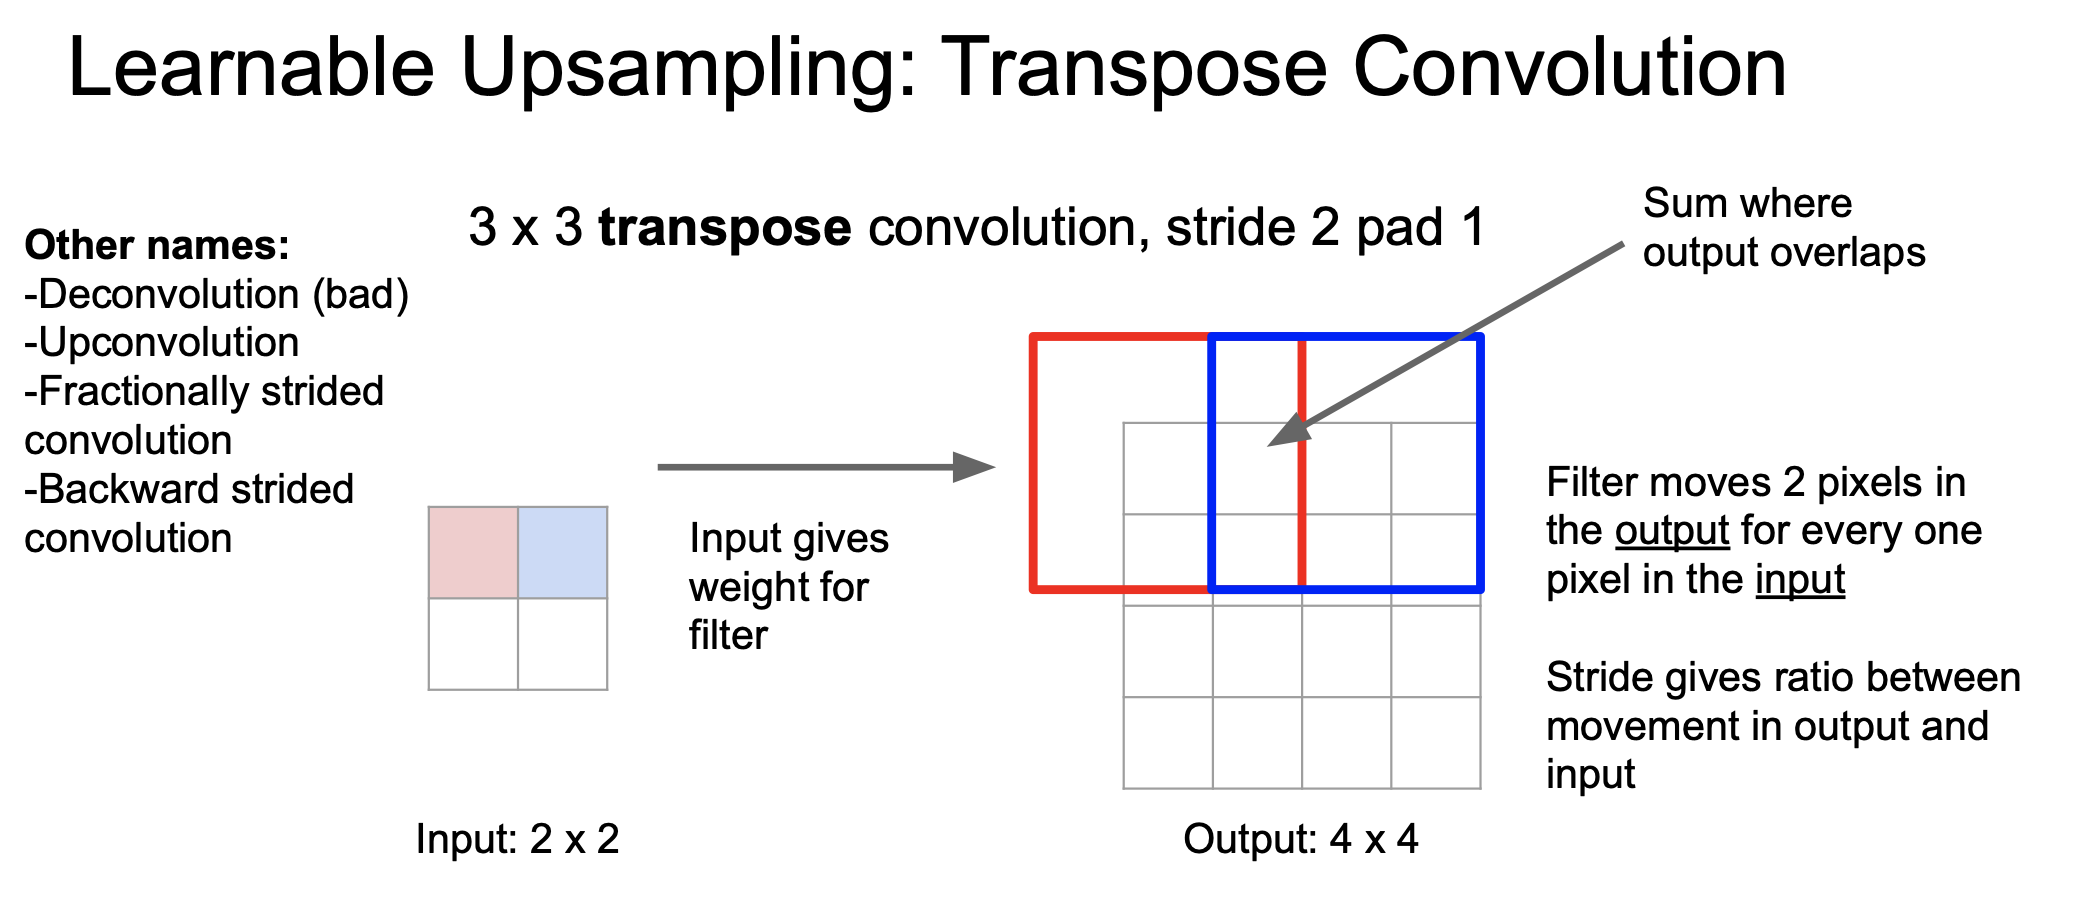 Learnable Upsampling: Transpose Convolution
Other names:
-Deconvolution (bad)
-Upconvolution
-Fractionally strided
convolution
-Backward strided
convolution
3 x 3 transpose convolution, stride 2 pad 1
Sum where
output overlaps
Input gives
weight for
filter
Filter moves 2 pixels in
the output for every one
pixel in the input
Stride gives ratio between
movement in output and
input
Input: 2 x 2
Output: 4 x 4